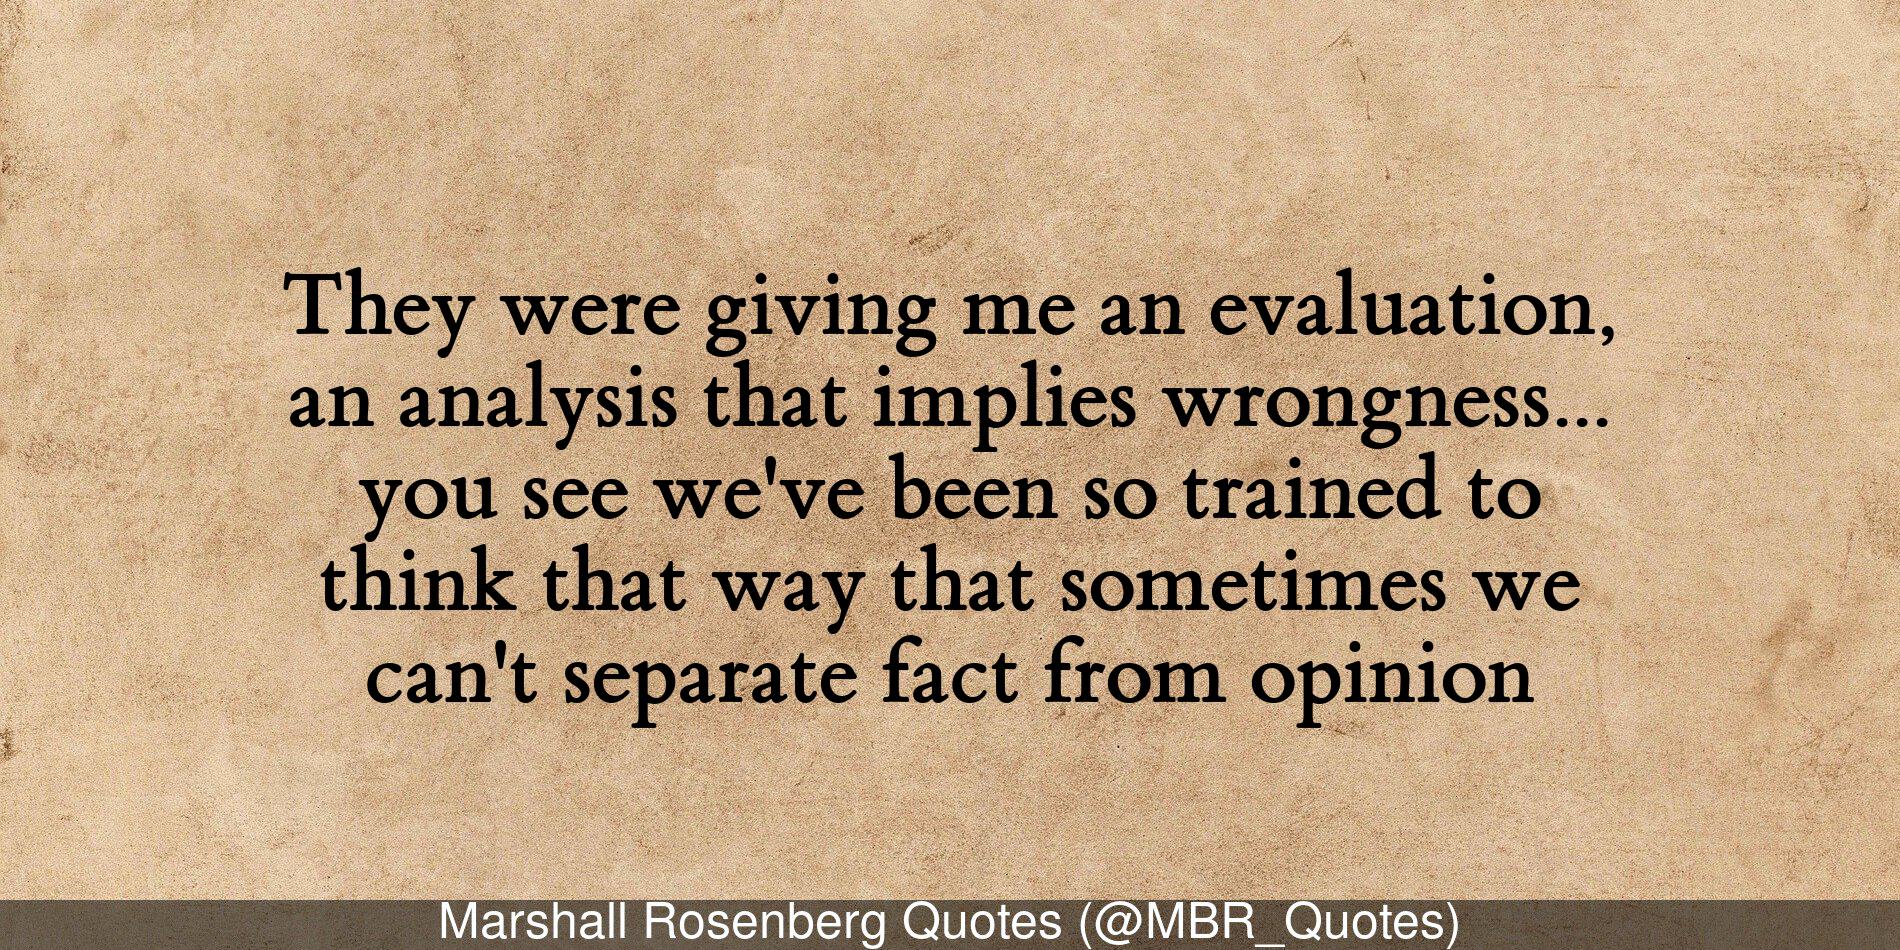 They were giving me an evaluation,
an analysis that implies wrongness...
you see we've been so trained to
think that way that sometimes we
can't separate fact from opinion
Marshall Rosenberg Quotes (@MBR_Quotes)